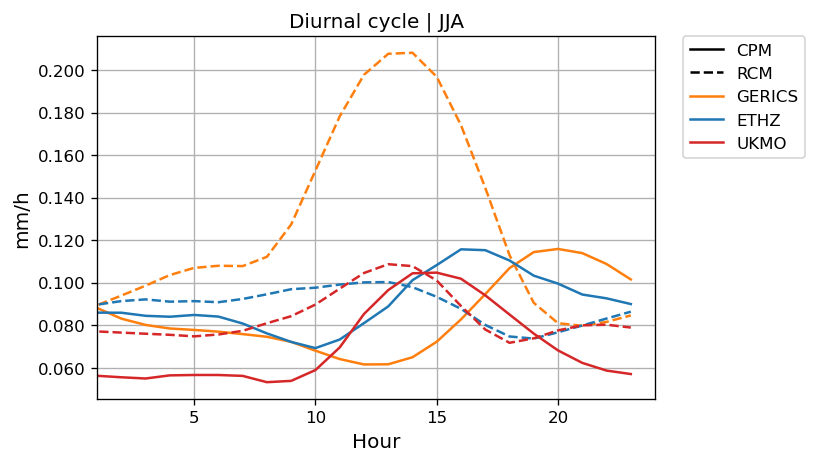 Diurnal cycle | JJA
mm/h
0.200
0.180
0.160
0.140
0.120
0.100
0.080
0.060
5 10 15 20
Hour
CPM
RCM
GERICS
ETHZ
UKMO